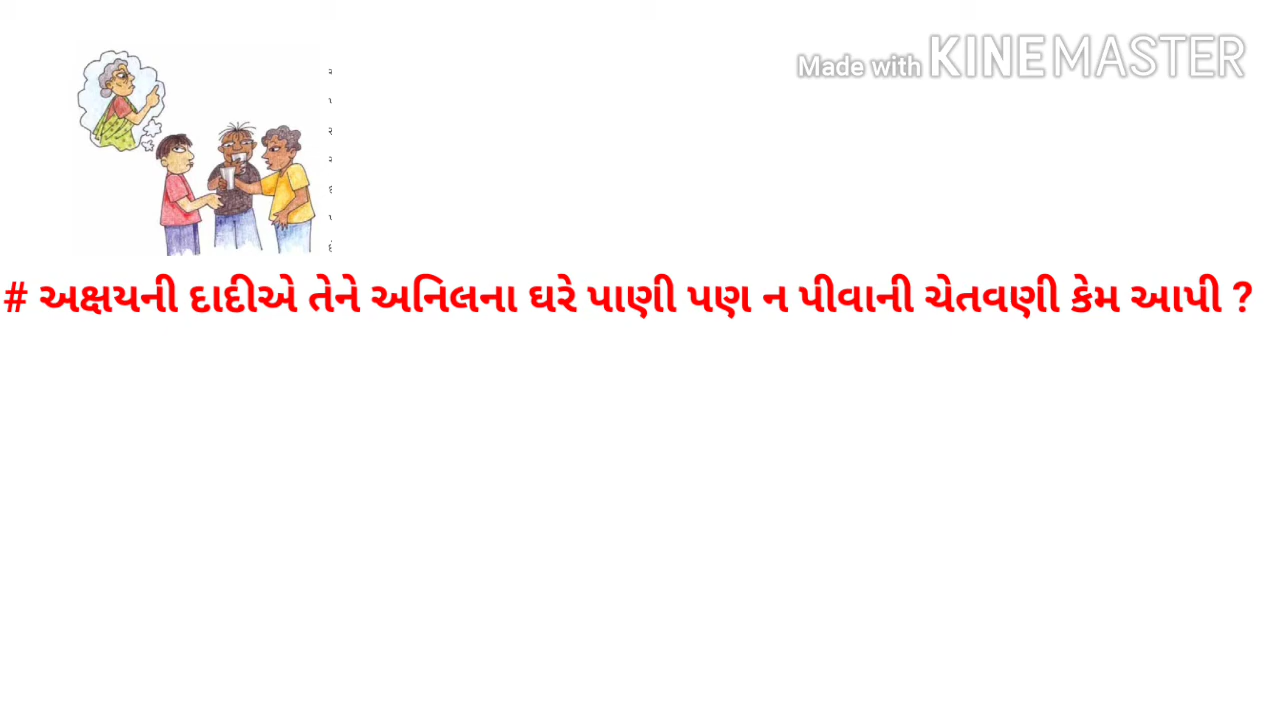 Made with KINEMASTER
# અક્ષયની દાદીએ તેને અનિલના ઘરે પાણી પણ ન પીવાની ચેતવણી કેમ આપી ?